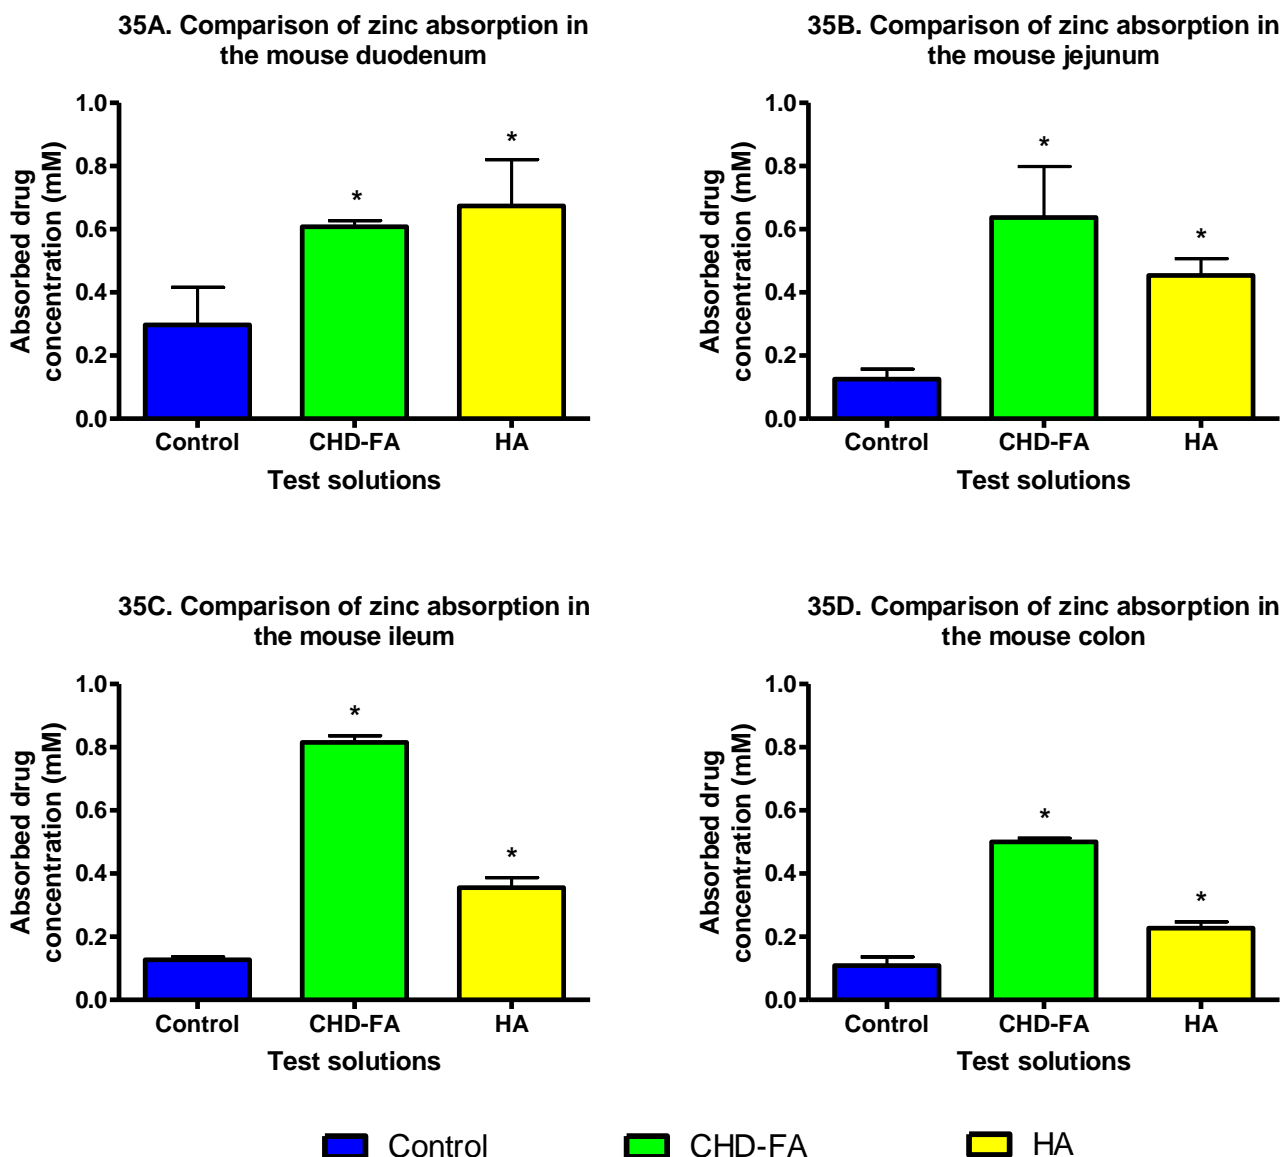 35A. Comparison of zinc absorption in
the mouse duodenum
Absorbed drug
concentration (mM)
1.0
0.8
0.6
0.4
0.2
0.0
*
*
Control
CHD-FA
HA
Test solutions
35B. Comparison of zinc absorption in
the mouse jejunum
Absorbed drug
concentration (mM)
1.0
0.8
0.6
0.4
0.2
0.0
*
*
Control
CHD-FA
HA
Test solutions
35C. Comparison of zinc absorption in
the mouse ileum
Absorbed drug
concentration (mM)
1.0
0.8
0.6
0.4
0.2
0.0
*
*
Control
CHD-FA
HA
Test solutions
35D. Comparison of zinc absorption in
the mouse colon
Absorbed drug
concentration (mM)
1.0
0.8
0.6
0.4
0.2
0.0
*
*
Control
CHD-FA
HA
Test solutions
Control
CHD-FA
HA